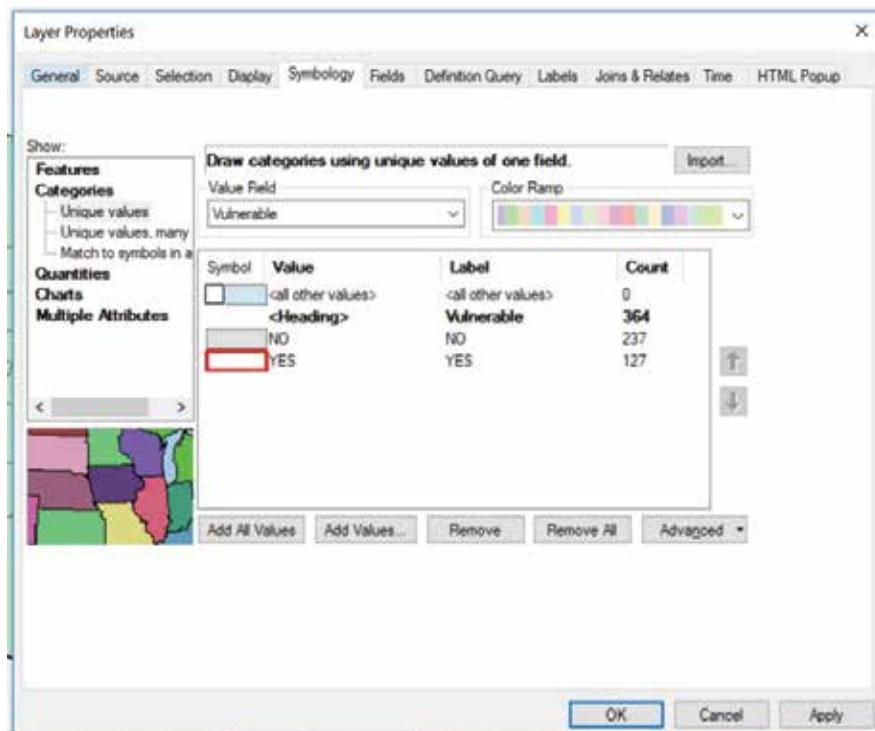 Layer Properties
General Source Selection Display Symbology Fields Definition Query Labels Joins & Relates Time HTML Popup
Show:
Features
Categories
Unique values
Unique values, many
Match to symbols in a
Quantities
Charts
Multiple Attributes
Draw categories using unique values of one field.
Import...
Value Field
Vulnerable
Color Ramp
Symbol Value Label Count
<all other values> <all other values> 0
<Heading> Vulnerable 364
NO NO 237
YES YES 127
Add All Values Add Values... Remove Remove All Advanced
OK Cancel Apply